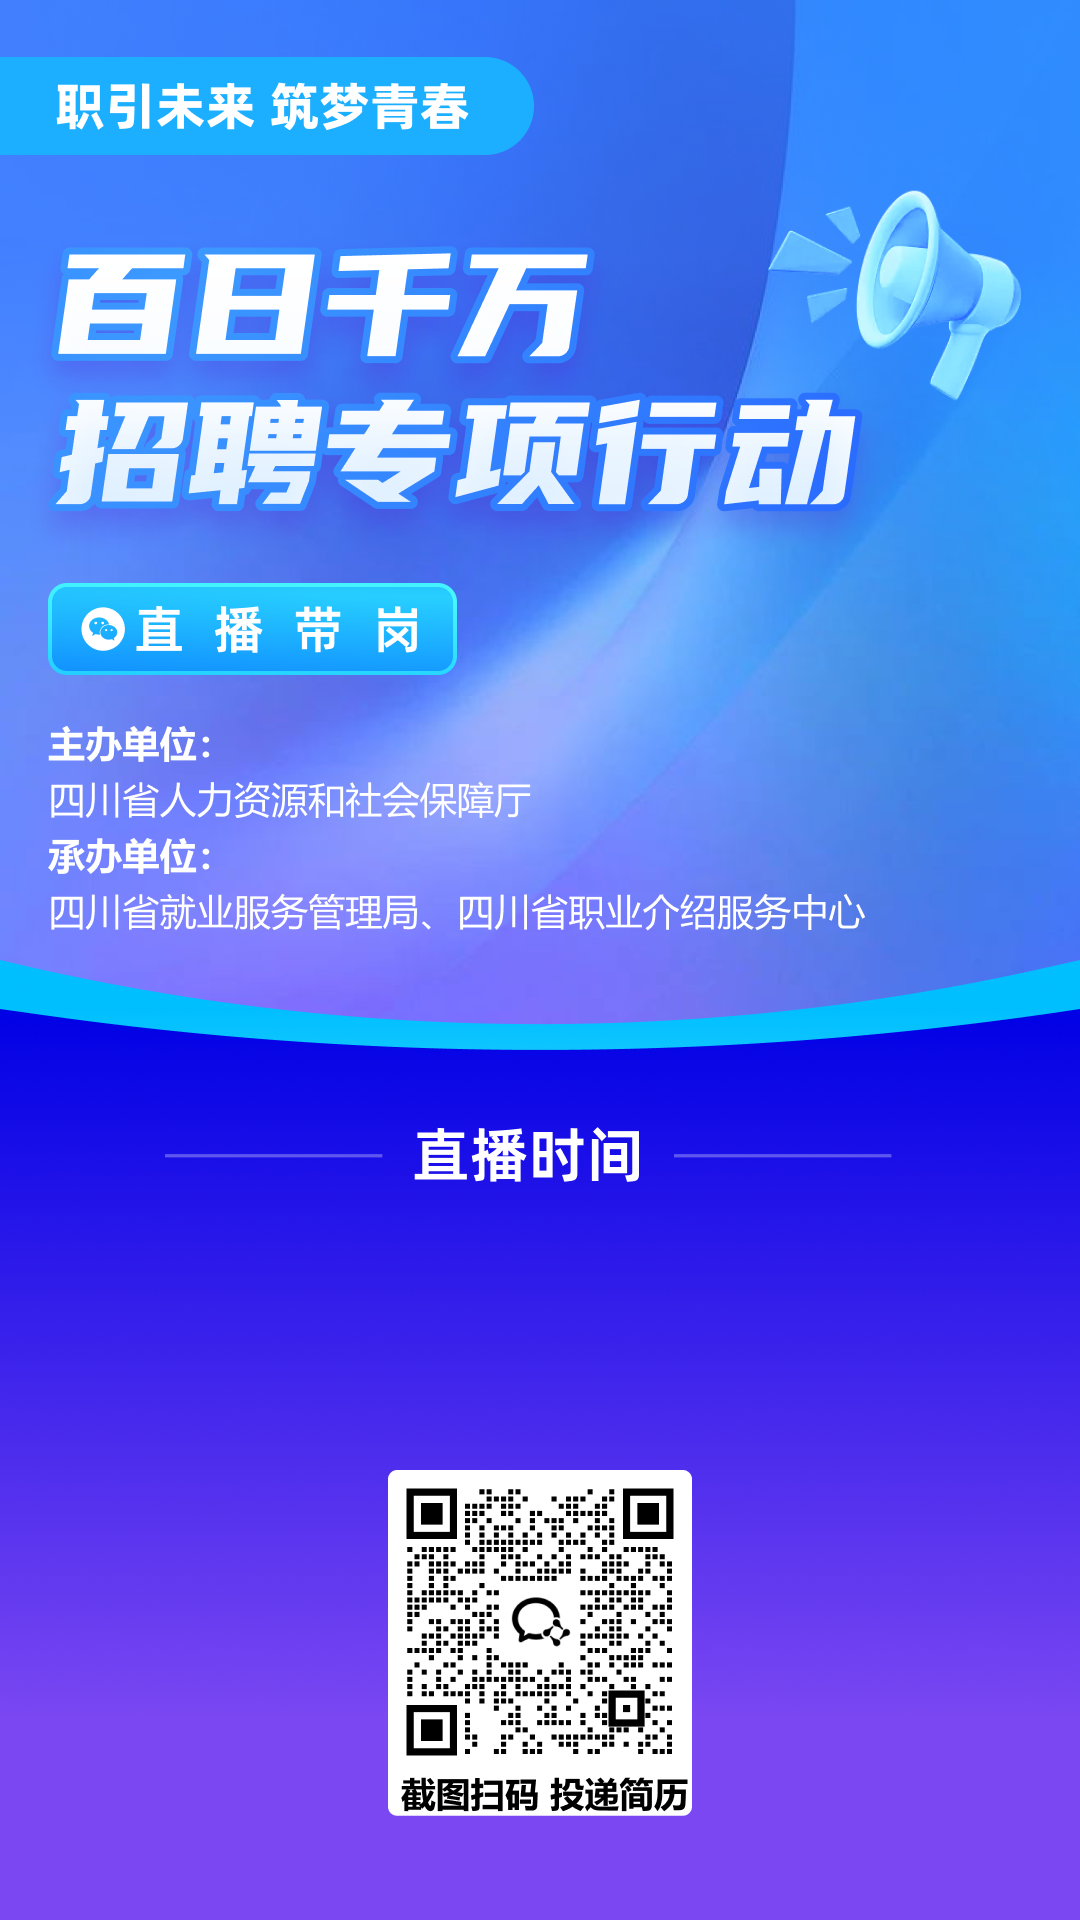 职引未来 筑梦青春
百日千万
招聘专项行动
直播带岗
主办单位：
四川省人力资源和社会保障厅
承办单位：
四川省就业服务管理局、四川省职业介绍服务中心
直播时间
截图扫码 投递简历